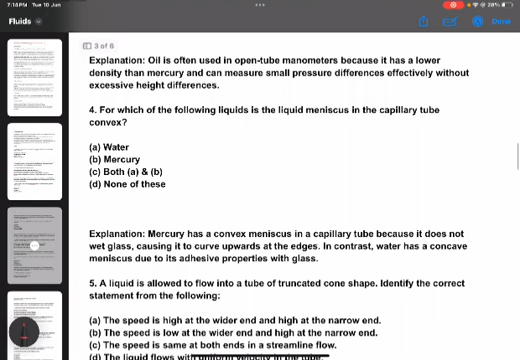 7:18PM Tue 10 Jun
28%
Fluids
Done
3 of 6
Explanation: Oil is often used in open-tube manometers because it has a lower
density than mercury and can measure small pressure differences effectively without
excessive height differences.
4. For which of the following liquids is the liquid meniscus in the capillary tube
convex?
(a) Water
(b) Mercury
(c) Both (a) & (b)
(d) None of these
Explanation: Mercury has a convex meniscus in a capillary tube because it does not
wet glass, causing it to curve upwards at the edges. In contrast, water has a concave
meniscus due to its adhesive properties with glass.
5. A liquid is allowed to flow into a tube of truncated cone shape. Identify the correct
statement from the following:
(a) The speed is high at the wider end and high at the narrow end.
(b) The speed is low at the wider end and high at the narrow end.
(c) The speed is same at both ends in a streamline flow.
(d) The liquid flows with uniform velocity in the tube.